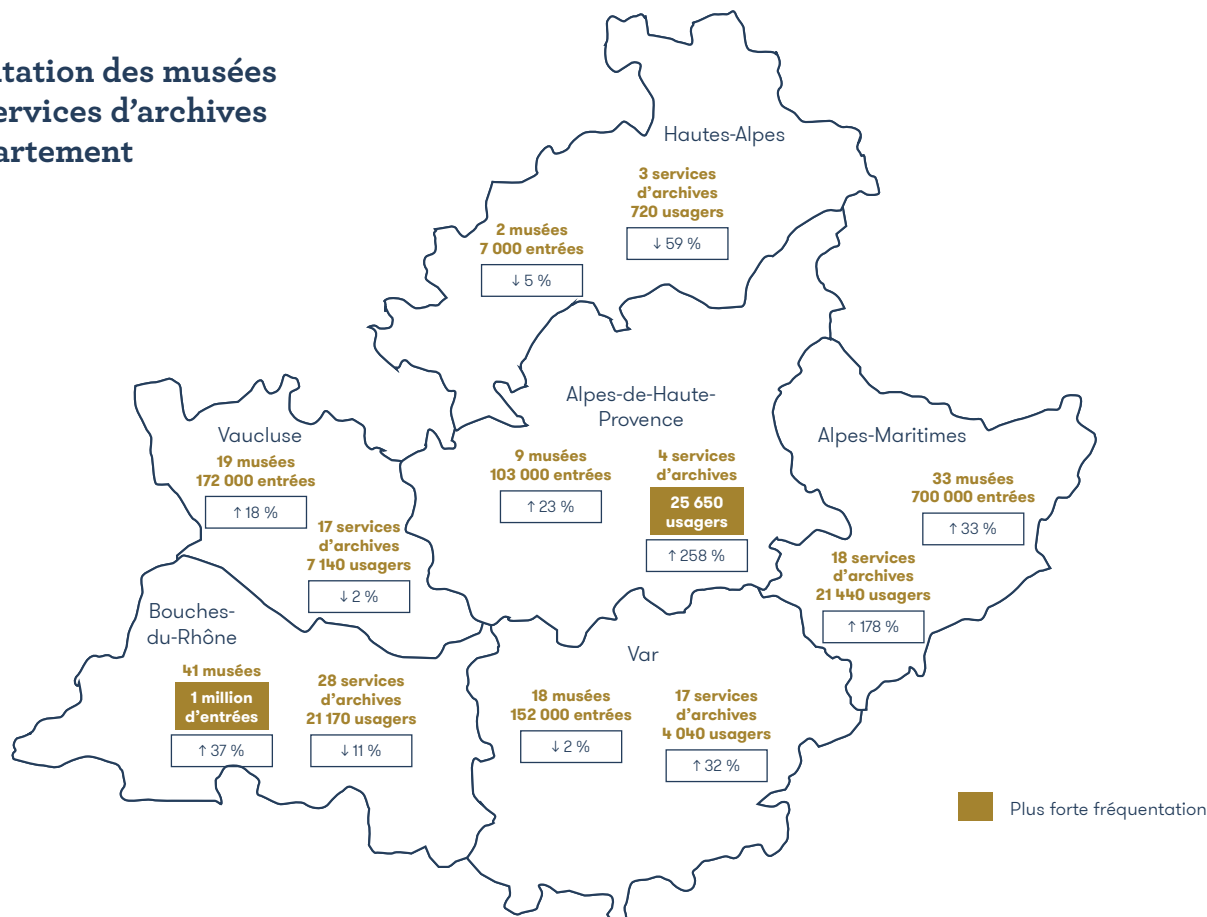 tation des musées
ervices d'archives
artement
Hautes-Alpes
3 services
d'archives
720 usagers
↓ 59 %
2 musées
7 000 entrées
↓ 5 %
Alpes-de-Haute-
Provence
9 musées
103 000 entrées
↑ 23 %
4 services
d'archives
25 650
usagers
↑ 258 %
Alpes-Maritimes
33 musées
700 000 entrées
↑ 33 %
18 services
d'archives
21 440 usagers
↑ 178 %
Vaucluse
19 musées
172 000 entrées
↑ 18 %
17 services
d'archives
7 140 usagers
↓ 2 %
Bouches-
du-Rhône
41 musées
1 million
d'entrées
↑ 37 %
28 services
d'archives
21 170 usagers
↓ 11 %
Var
18 musées
152 000 entrées
↓ 2 %
17 services
d'archives
4 040 usagers
↑ 32 %
Plus forte fréquentation